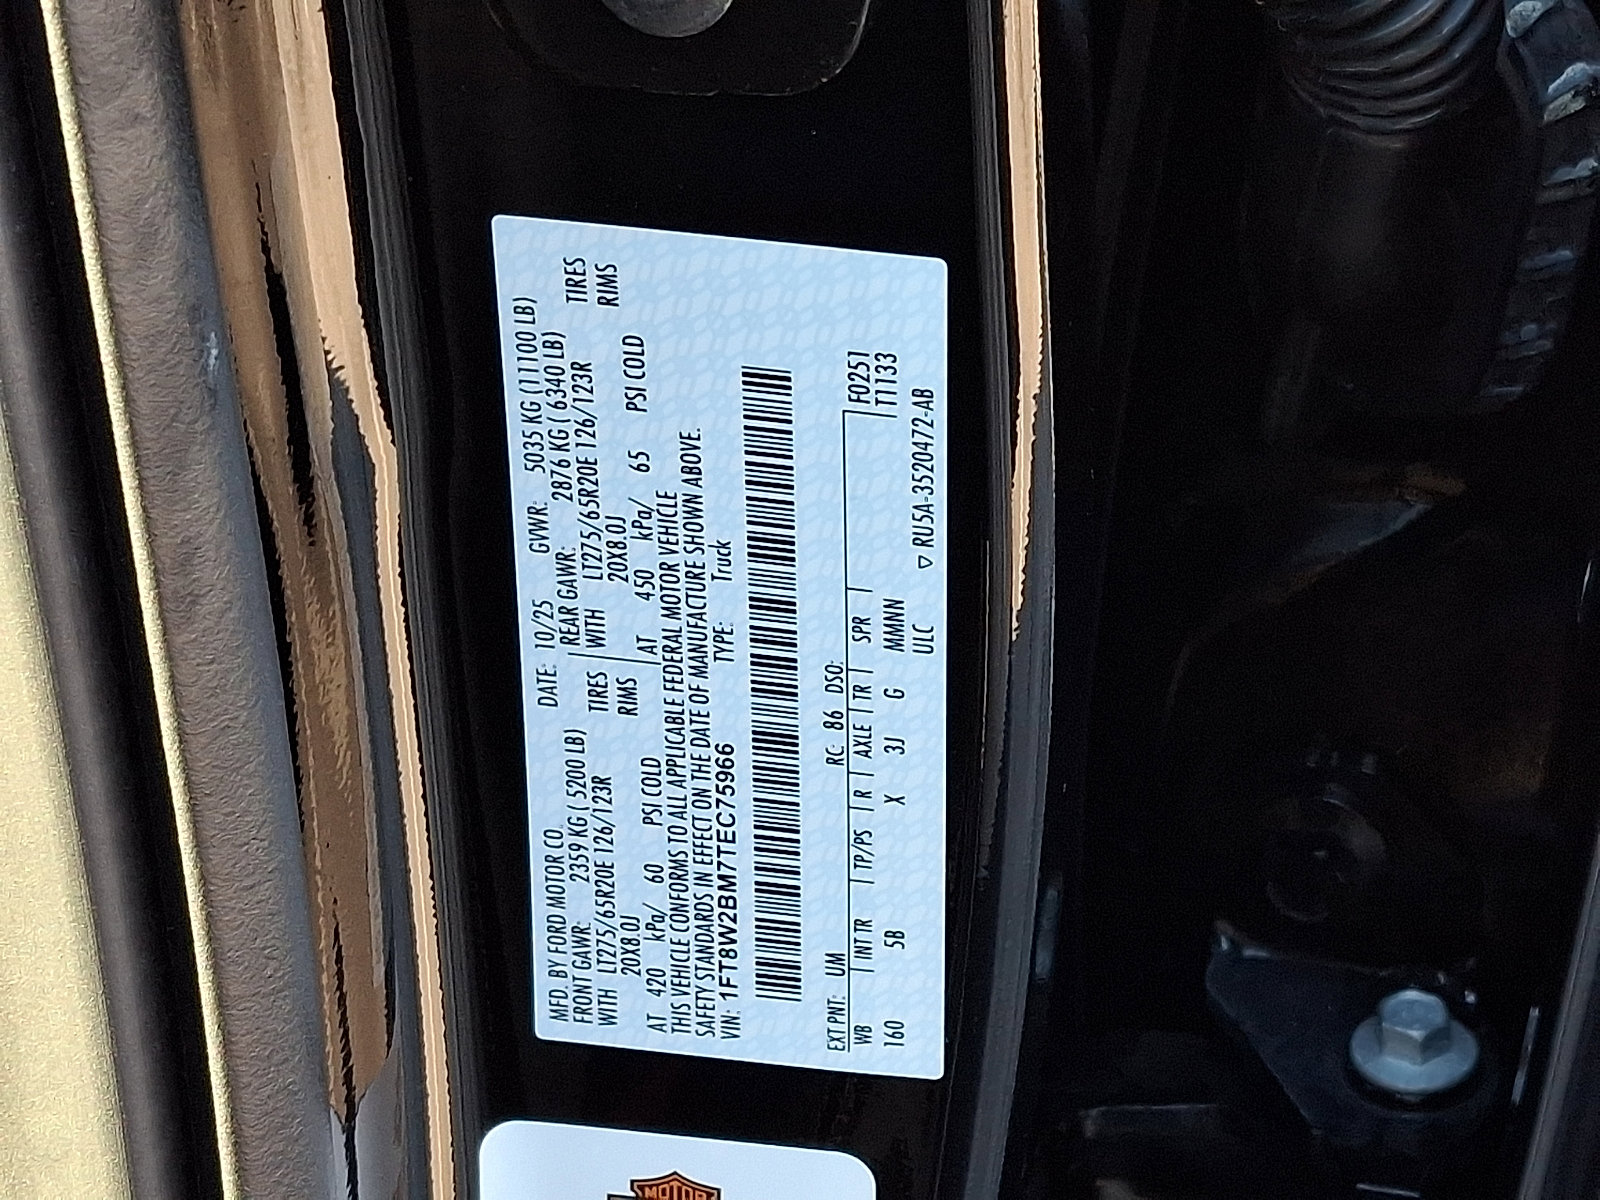 MFD. BY FORD MOTOR CO. DATE: 10/25 GVWR: 5035 KG (11100 LB)
FRONT GAWR: 2359 KG ( 5200 LB) REAR GAWR: 2876 KG ( 6340 LB)
WITH LT275/65R20E 126/123R TIRES WITH LT275/65R20E 126/123R TIRES
20X8.0J RIMS 20X8.0J RIMS
AT 420 kPa/ 60 PSI COLD AT 450 kPa/ 65 PSI COLD
THIS VEHICLE CONFORMS TO ALL APPLICABLE FEDERAL MOTOR VEHICLE
SAFETY STANDARDS IN EFFECT ON THE DATE OF MANUFACTURE SHOWN ABOVE.
VIN: 1FT8W2BM7TEC75966 TYPE: Truck
EXT PNT: UM RC: 86 DSO:
WB INT TR TP/PS R AXLE TR SPR F0251
160 5B X 3J G MMNN T1133
ULC ▽ RU5A-3520472-AB
MOTOR